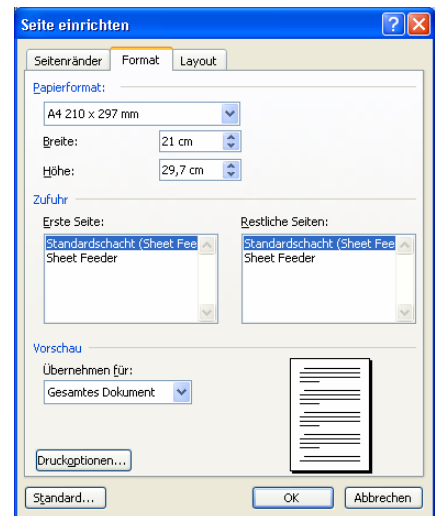 Seite einrichten
Seitenränder Format Layout
Papierformat:
A4 210 x 297 mm
Breite: 21 cm
Höhe: 29,7 cm
Zufuhr
Erste Seite: Restliche Seiten:
Standardschacht (Sheet Fee Standardschacht (Sheet Fee
Sheet Feeder Sheet Feeder
Vorschau
Übernehmen für:
Gesamtes Dokument
Druckoptionen...
Standard... OK Abbrechen